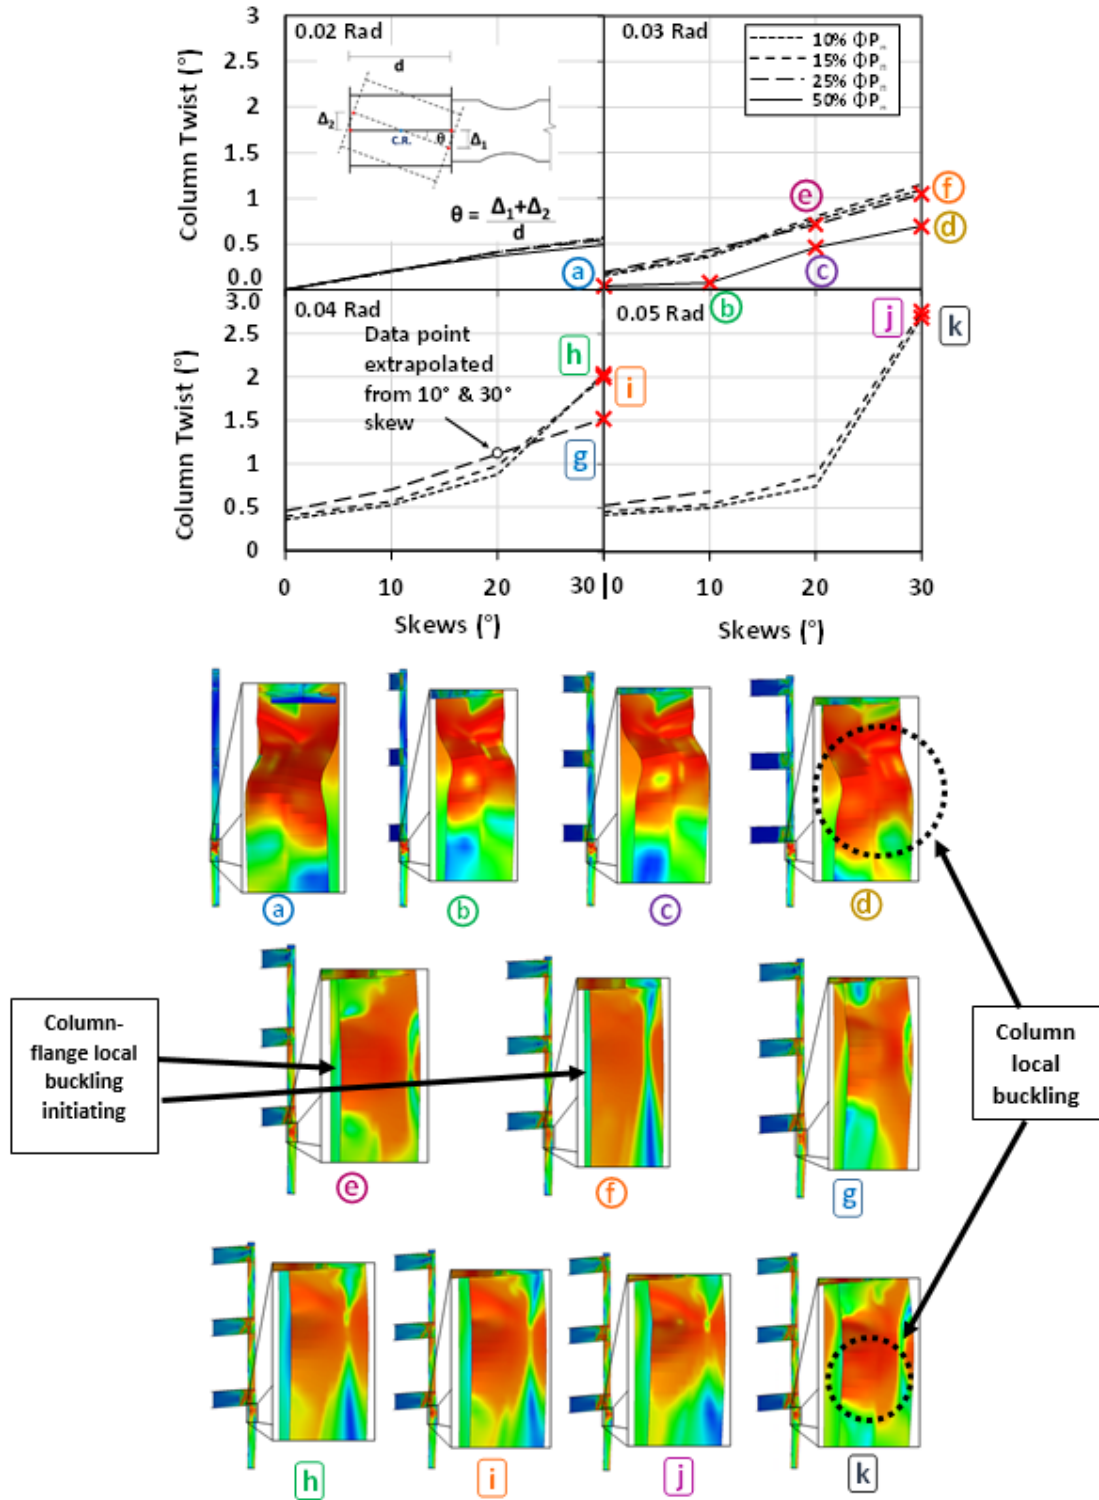 3
0.02 Rad
0.03 Rad
10% ΦPₙ
15% ΦPₙ
25% ΦPₙ
50% ΦPₙ
2.5
2
1.5
1
0.5
0.0
Column Twist (°)
d
Δ₂
C.R.
θ
Δ₁
θ = Δ₁+Δ₂
d
a
b
c
d
e
f
3.0
0.04 Rad
0.05 Rad
2.5
2
1.5
1
0.5
0
Column Twist (°)
Data point
extrapolated
from 10° & 30°
skew
h
i
g
j
k
0
10
20
30
0
10
20
30
Skews (°)
Skews (°)
a
b
c
d
Column-
flange local
buckling
initiating
Column
local
buckling
e
f
g
h
i
j
k